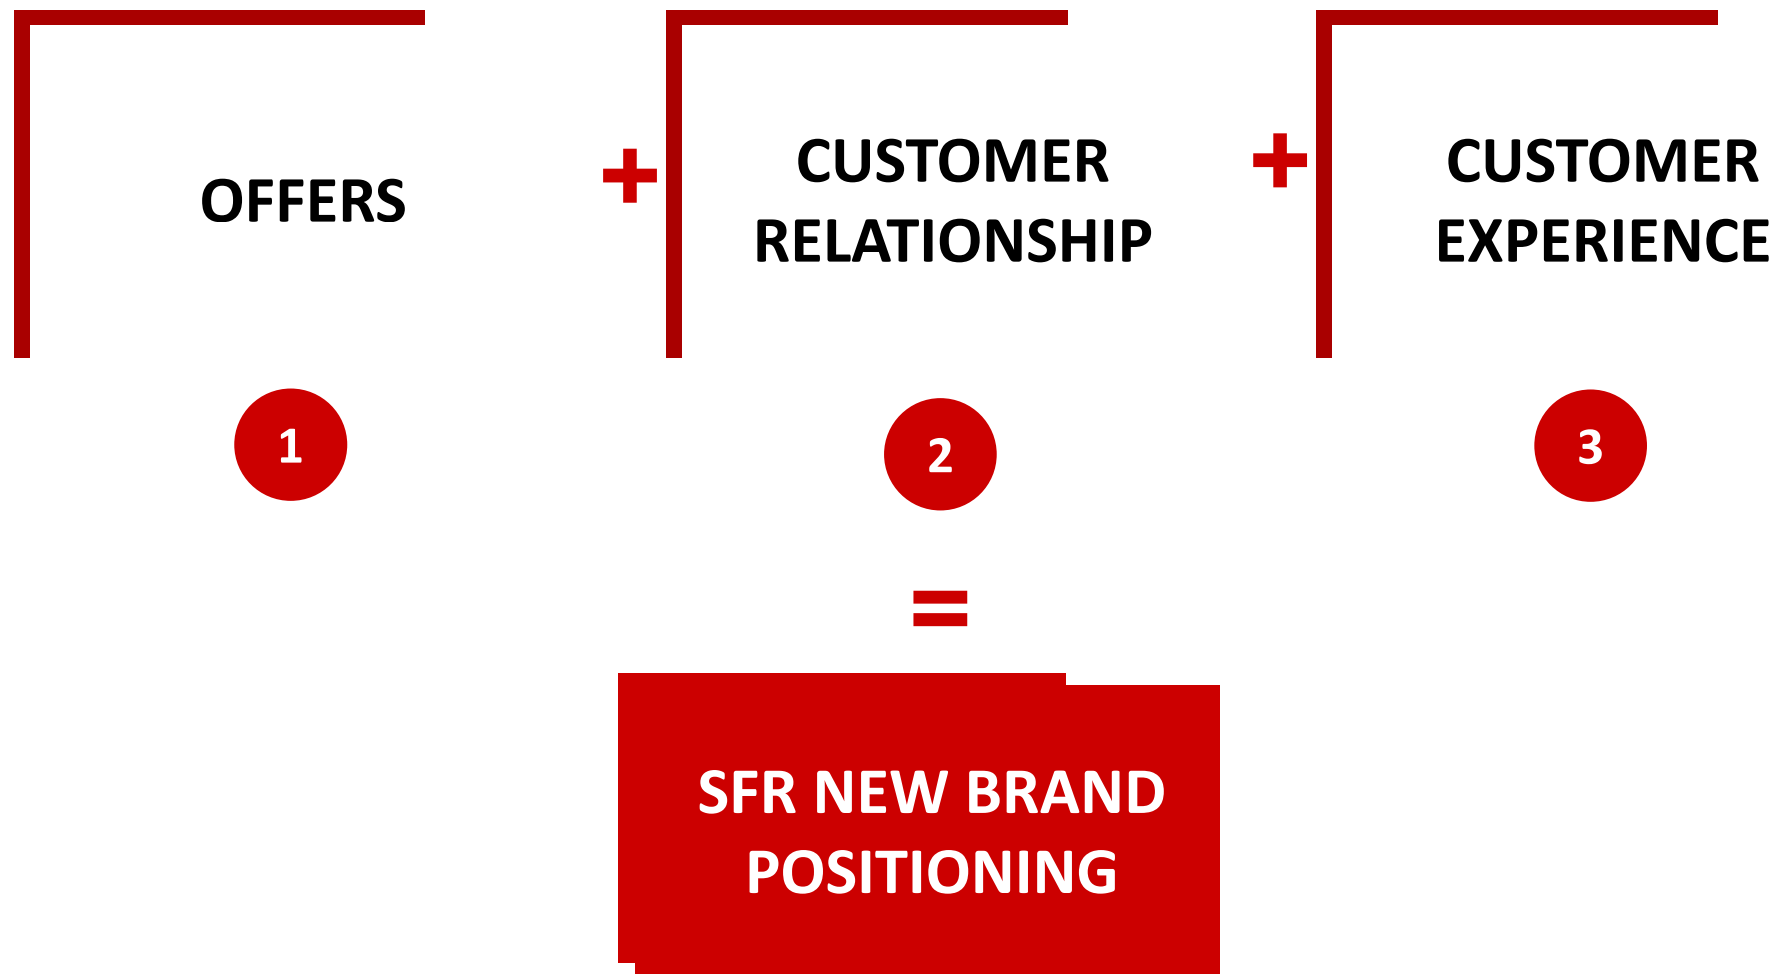 OFFERS
+
CUSTOMER
RELATIONSHIP
+
CUSTOMER
EXPERIENCE
1
2
3
=
SFR NEW BRAND
POSITIONING